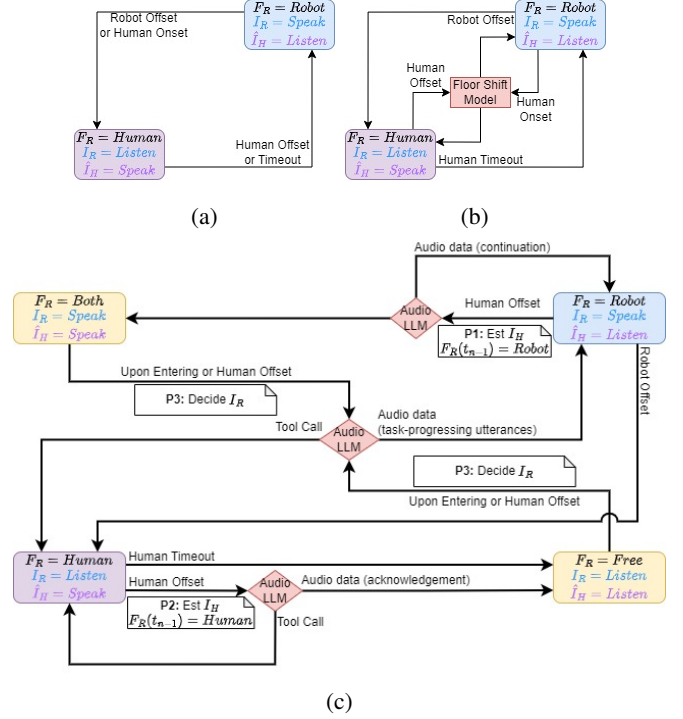 Robot Offset
or Human Onset
F_R = Robot
I_R = Speak
Î_H = Listen
F_R = Human
I_R = Listen
Î_H = Speak
Human Offset
or Timeout
(a)
Robot Offset
F_R = Robot
I_R = Speak
Î_H = Listen
Human
Offset
Floor Shift
Model
Human
Onset
F_R = Human
I_R = Listen
Î_H = Speak
Human Timeout
(b)
Audio data (continuation)
F_R = Both
I_R = Speak
Î_H = Speak
Audio
LLM
Human Offset
P1: Est I_H
F_R(t_{n-1}) = Robot
F_R = Robot
I_R = Speak
Î_H = Listen
Robot Offset
Upon Entering or Human Offset
P3: Decide I_R
Tool Call
Audio
LLM
Audio data
(task-progressing utterances)
P3: Decide I_R
Upon Entering or Human Offset
F_R = Human
I_R = Listen
Î_H = Speak
Human Timeout
Human Offset
P2: Est I_H
F_R(t_{n-1}) = Human
Audio
LLM
Audio data (acknowledgement)
Tool Call
F_R = Free
I_R = Listen
Î_H = Listen
(c)